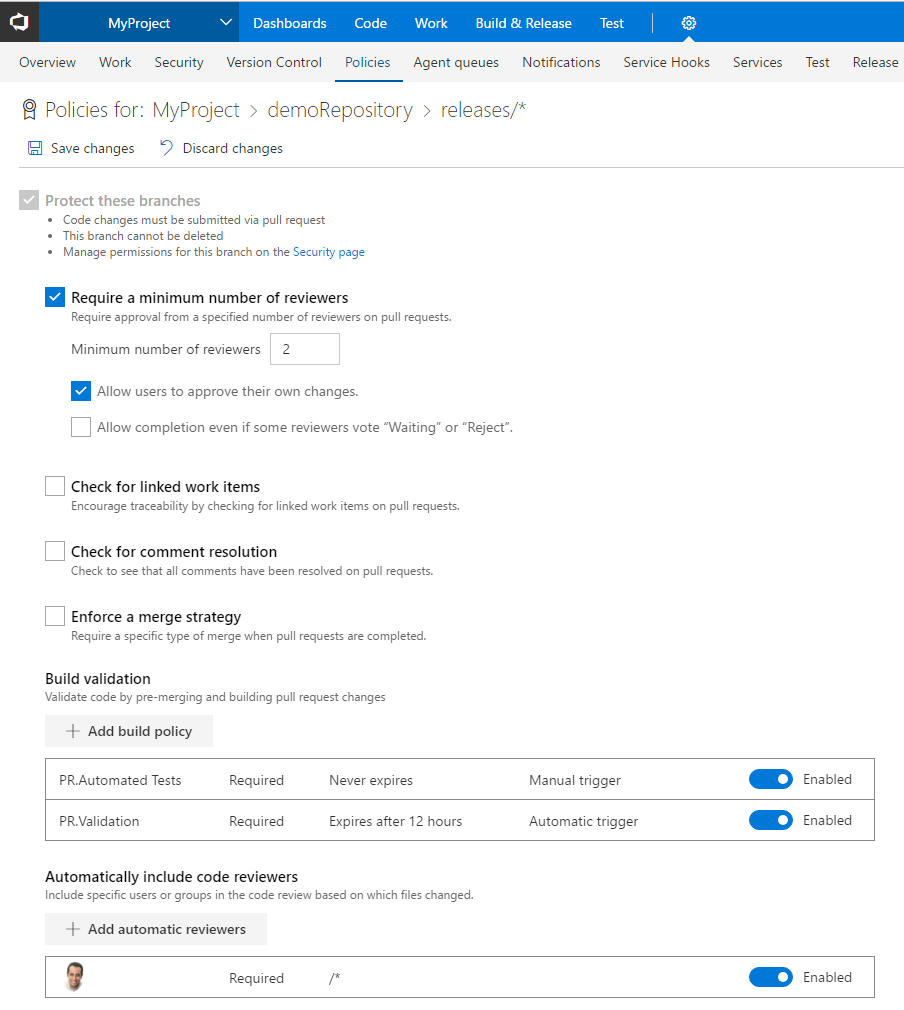 MyProject Dashboards Code Work Build & Release Test
Overview Work Security Version Control Policies Agent queues Notifications Service Hooks Services Test Release
Policies for: MyProject > demoRepository > releases/*
Save changes Discard changes
Protect these branches
• Code changes must be submitted via pull request
• This branch cannot be deleted
• Manage permissions for this branch on the Security page
Require a minimum number of reviewers
Require approval from a specified number of reviewers on pull requests.
Minimum number of reviewers 2
Allow users to approve their own changes.
Allow completion even if some reviewers vote “Waiting” or “Reject”.
Check for linked work items
Encourage traceability by checking for linked work items on pull requests.
Check for comment resolution
Check to see that all comments have been resolved on pull requests.
Enforce a merge strategy
Require a specific type of merge when pull requests are completed.
Build validation
Validate code by pre-merging and building pull request changes
+ Add build policy
PR.Automated Tests Required Never expires Manual trigger Enabled
PR.Validation Required Expires after 12 hours Automatic trigger Enabled
Automatically include code reviewers
Include specific users or groups in the code review based on which files changed.
+ Add automatic reviewers
Required /* Enabled